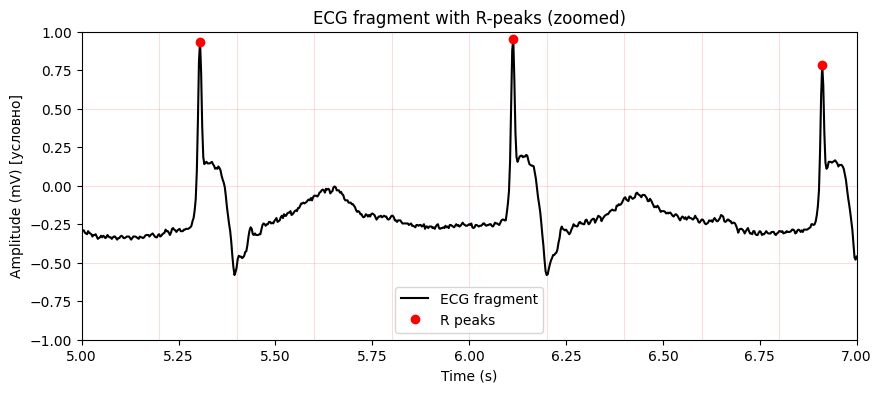 ECG fragment with R-peaks (zoomed)
Amplitude (mV) [условно]
1.00
0.75
0.50
0.25
0.00
−0.25
−0.50
−0.75
−1.00
ECG fragment
R peaks
5.00 5.25 5.50 5.75 6.00 6.25 6.50 6.75 7.00
Time (s)